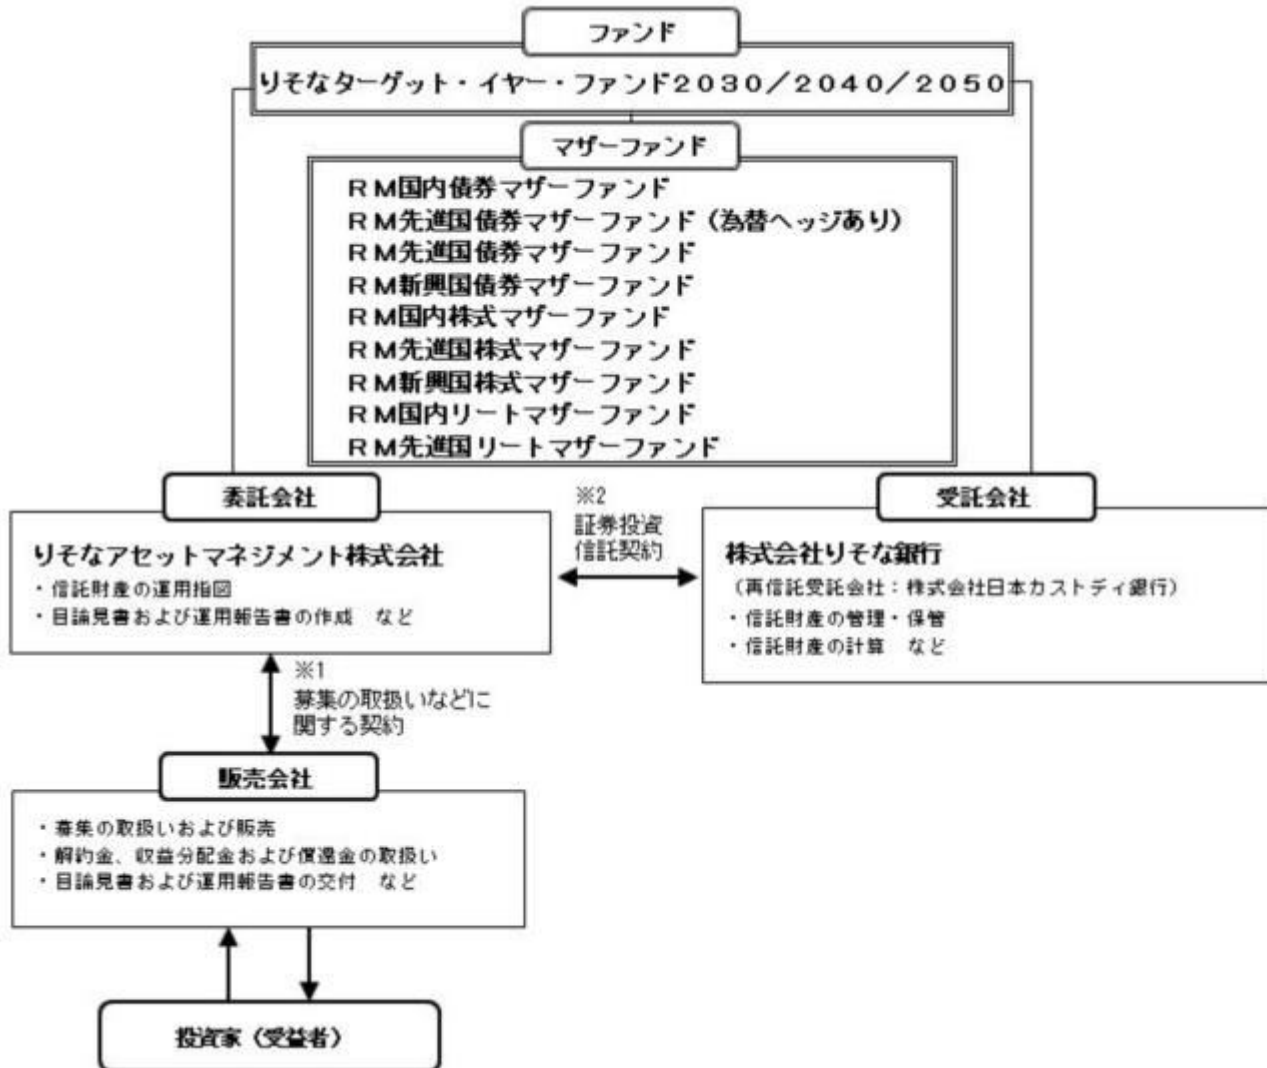 ファンド
りそなターゲット・イヤー・ファンド2030/2040/2050
マザーファンド
RM国内債券マザーファンド
RM先進国債券マザーファンド(為替ヘッジあり)
RM先進国債券マザーファンド
RM新興国債券マザーファンド
RM国内株式マザーファンド
RM先進国株式マザーファンド
RM新興国株式マザーファンド
RM国内リートマザーファンド
RM先進国リートマザーファンド
委託会社
りそなアセットマネジメント株式会社
・信託財産の運用指図
・目論見書および運用報告書の作成 など
※2
証券投資
信託契約
受託会社
株式会社りそな銀行
(再信託受託会社:株式会社日本カストディ銀行)
・信託財産の管理・保管
・信託財産の計算 など
※1
募集の取扱いなどに
関する契約
販売会社
・募集の取扱いおよび販売
・解約金、収益分配金および償還金の取扱い
・目論見書および運用報告書の交付 など
投資家(受益者)